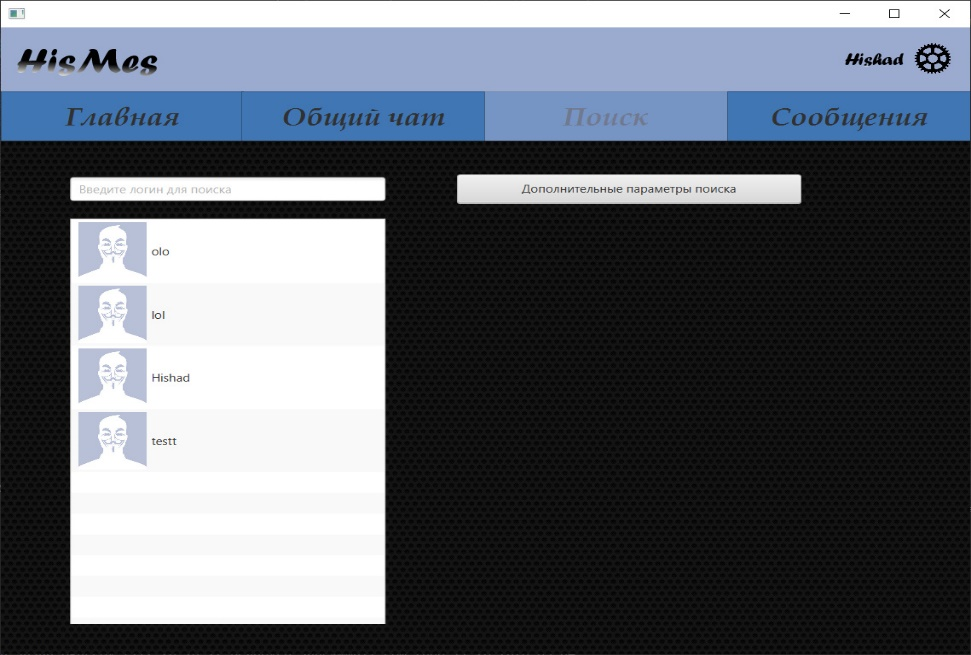 HisMes
Hishad
Главная Общий чат Поиск Сообщения
Введите логин для поиска
Дополнительные параметры поиска
olo
lol
Hishad
testt